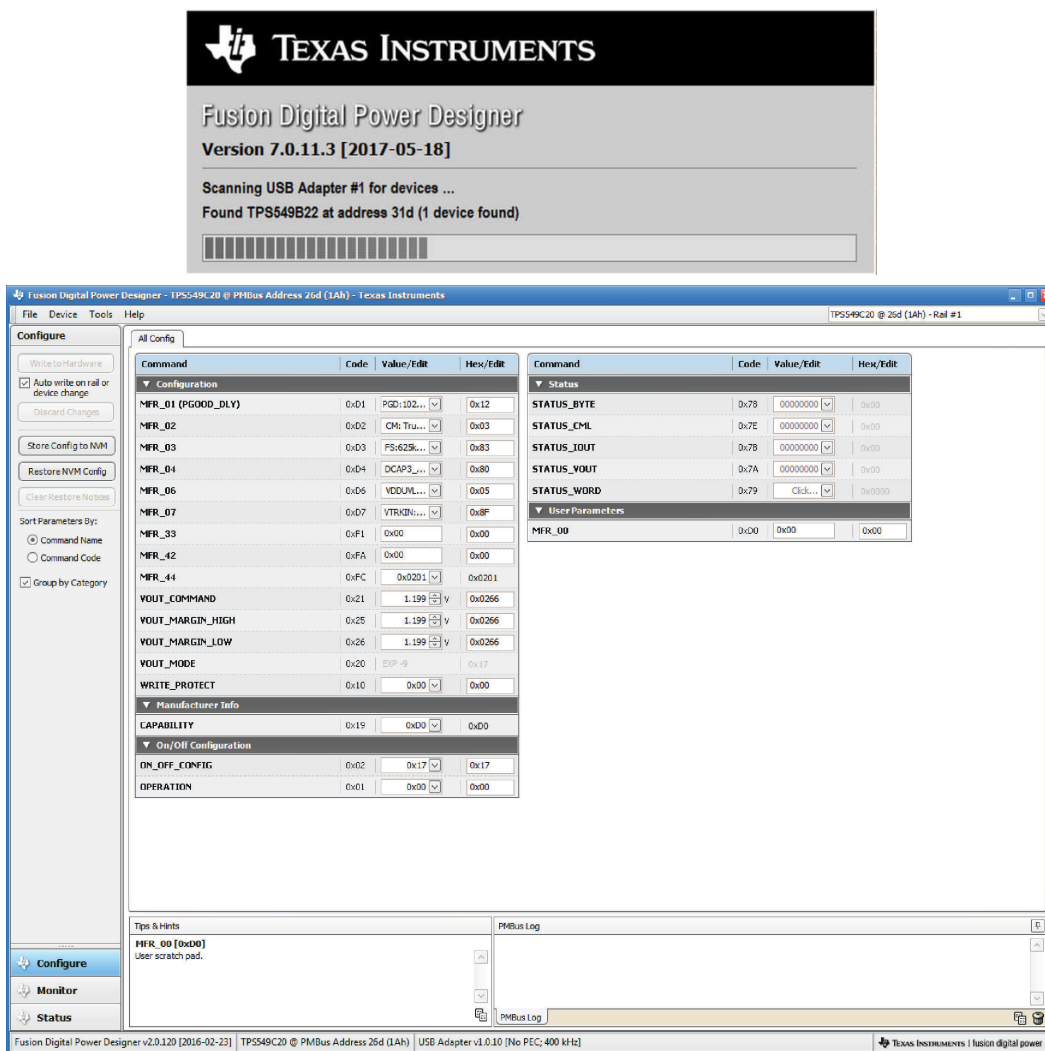 TEXAS INSTRUMENTS
Fusion Digital Power Designer
Version 7.0.11.3 [2017-05-18]
Scanning USB Adapter #1 for devices ...
Found TPS549B22 at address 31d (1 device found)
Fusion Digital Power Designer - TPS549C20 @ PMBus Address 26d (1Ah) - Texas Instruments
File Device Tools Help
TPS549C20 @ 26d (1Ah) - Rail #1
Configure
Write to Hardware
Auto write on rail or
device change
Discard Changes
Store Config to NVM
Restore NVM Config
Clear Restore Notices
Sort Parameters By:
Command Name
Command Code
Group by Category
All Config
Command Code Value/Edit Hex/Edit
Configuration
MFR_01 (PGOOD_DLY) 0xD1 PGD:102... 0x12
MFR_02 0xD2 CM: Tru... 0x03
MFR_03 0xD3 FS:625k... 0x83
MFR_04 0xD4 DCAP3_... 0x80
MFR_06 0xD6 VDDUVL... 0x05
MFR_07 0xD7 VTRKIN:... 0x8F
MFR_33 0xF1 0x00 0x00
MFR_42 0xFA 0x00 0x00
MFR_44 0xFC 0x0201 0x0201
VOUT_COMMAND 0x21 1.199 V 0x0266
VOUT_MARGIN_HIGH 0x25 1.199 V 0x0266
VOUT_MARGIN_LOW 0x26 1.199 V 0x0266
VOUT_MODE 0x20 EXP -9 0x17
WRITE_PROTECT 0x10 0x00 0x00
Manufacturer Info
CAPABILITY 0x19 0xD0 0xD0
On/Off Configuration
ON_OFF_CONFIG 0x02 0x17 0x17
OPERATION 0x01 0x00 0x00
Command Code Value/Edit Hex/Edit
Status
STATUS_BYTE 0x78 00000000 0x00
STATUS_CML 0x7E 00000000 0x00
STATUS_IOUT 0x7B 00000000 0x00
STATUS_VOUT 0x7A 00000000 0x00
STATUS_WORD 0x79 Click... 0x0000
User Parameters
MFR_00 0xD0 0x00 0x00
Configure
Monitor
Status
Tips & Hints
MFR_00 [0xD0]
User scratch pad.
PMBus Log
PMBus Log
Fusion Digital Power Designer v2.0.120 [2016-02-23] TPS549C20 @ PMBus Address 26d (1Ah) USB Adapter v1.0.10 [No PEC; 400 kHz] TEXAS INSTRUMENTS | fusion digital power